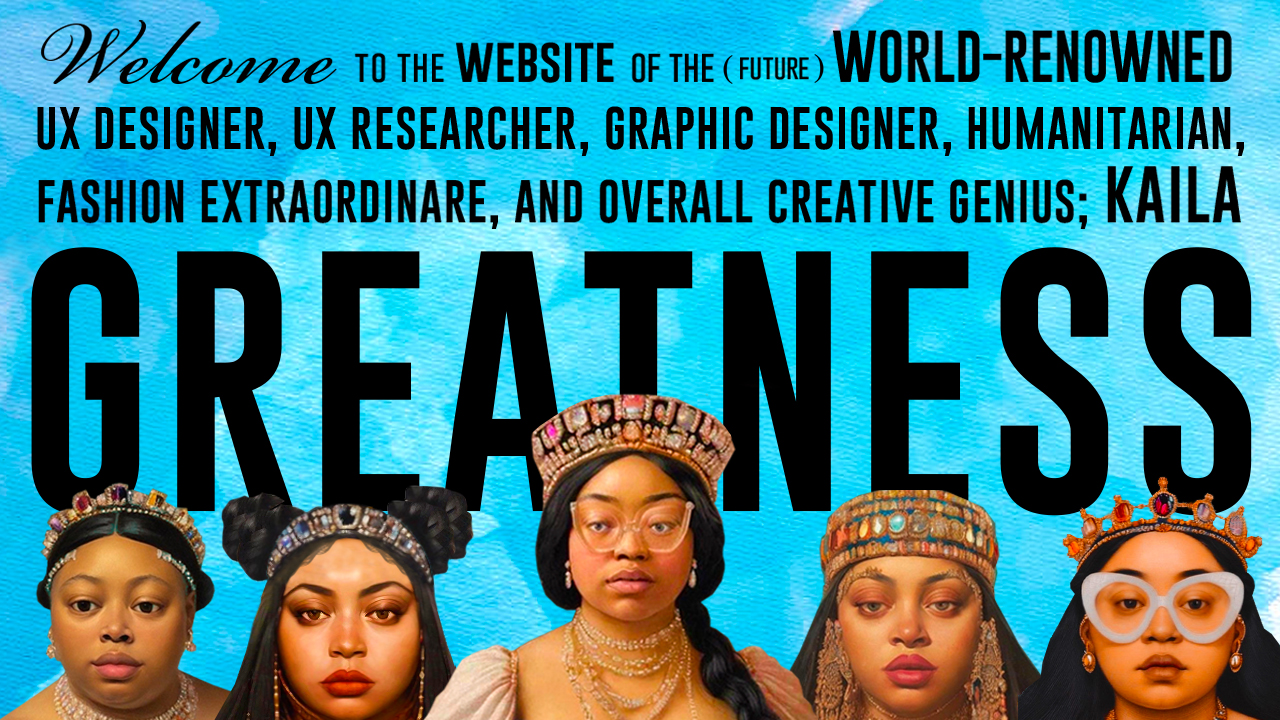 Welcome TO THE WEBSITE OF THE (FUTURE) WORLD-RENOWNED
UX DESIGNER, UX RESEARCHER, GRAPHIC DESIGNER, HUMANITARIAN,
FASHION EXTRAORDINARE, AND OVERALL CREATIVE GENIUS; KAILA
GREATNESS